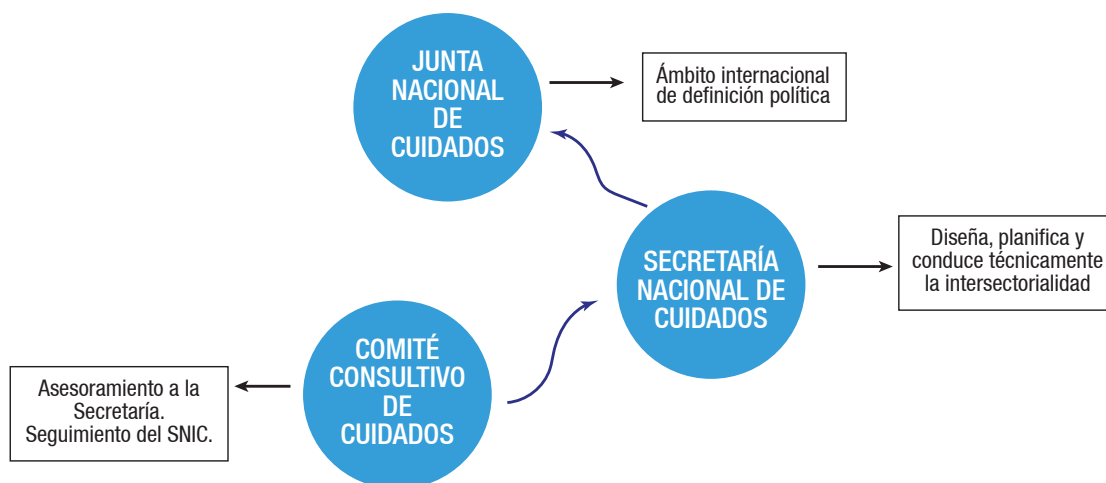 JUNTA
NACIONAL
DE
CUIDADOS
Ámbito internacional
de definición política
SECRETARÍA
NACIONAL DE
CUIDADOS
Diseña, planifica y
conduce técnicamente
la intersectorialidad
COMITÉ
CONSULTIVO
DE
CUIDADOS
Asesoramiento a la
Secretaría.
Seguimiento del SNIC.